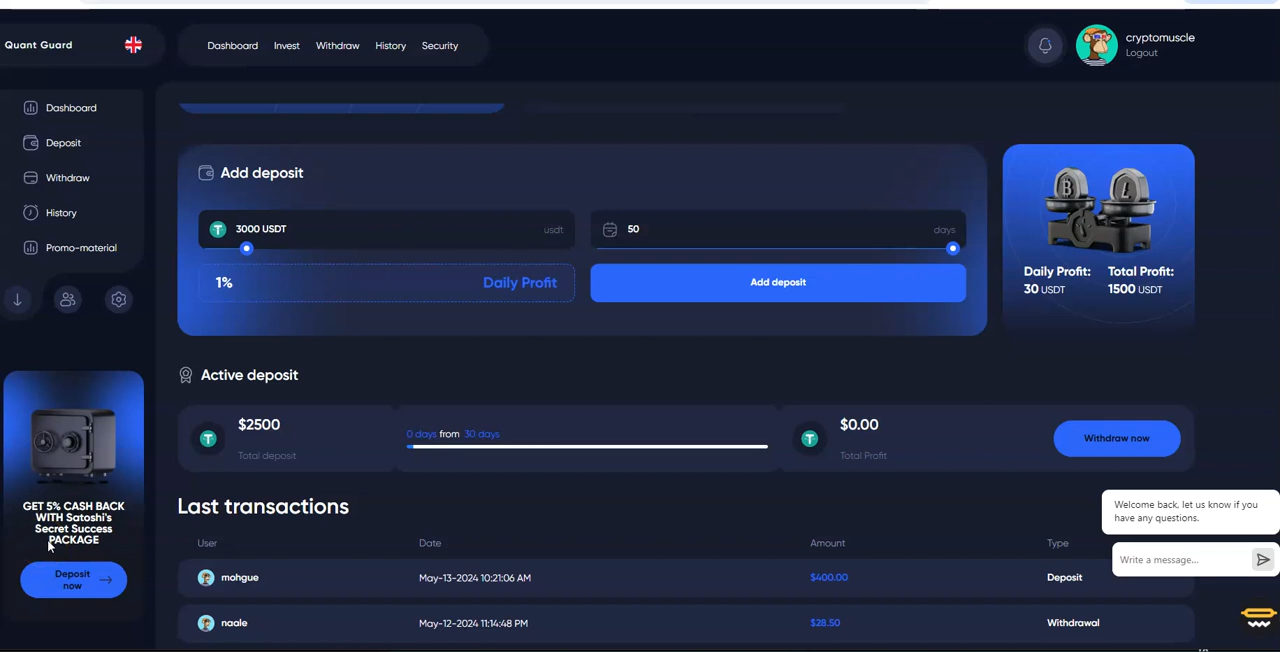 Quant Guard
Dashboard Invest Withdraw History Security
cryptomuscle
Logout
Dashboard
Deposit
Withdraw
History
Promo-material
GET 5% CASH BACK
WITH Satoshi's
Secret Success
PACKAGE
Deposit
now
Add deposit
3000 USDT usdt
50 days
1% Daily Profit
Add deposit
Daily Profit: Total Profit:
30 USDT 1500 USDT
Active deposit
$2500
Total deposit
0 days from 30 days
$0.00
Total Profit
Withdraw now
Last transactions
User Date Amount Type
mohgue May-13-2024 10:21:06 AM $400.00 Deposit
naale May-12-2024 11:14:48 PM $28.50 Withdrawal
Welcome back, let us know if you
have any questions.
Write a message...